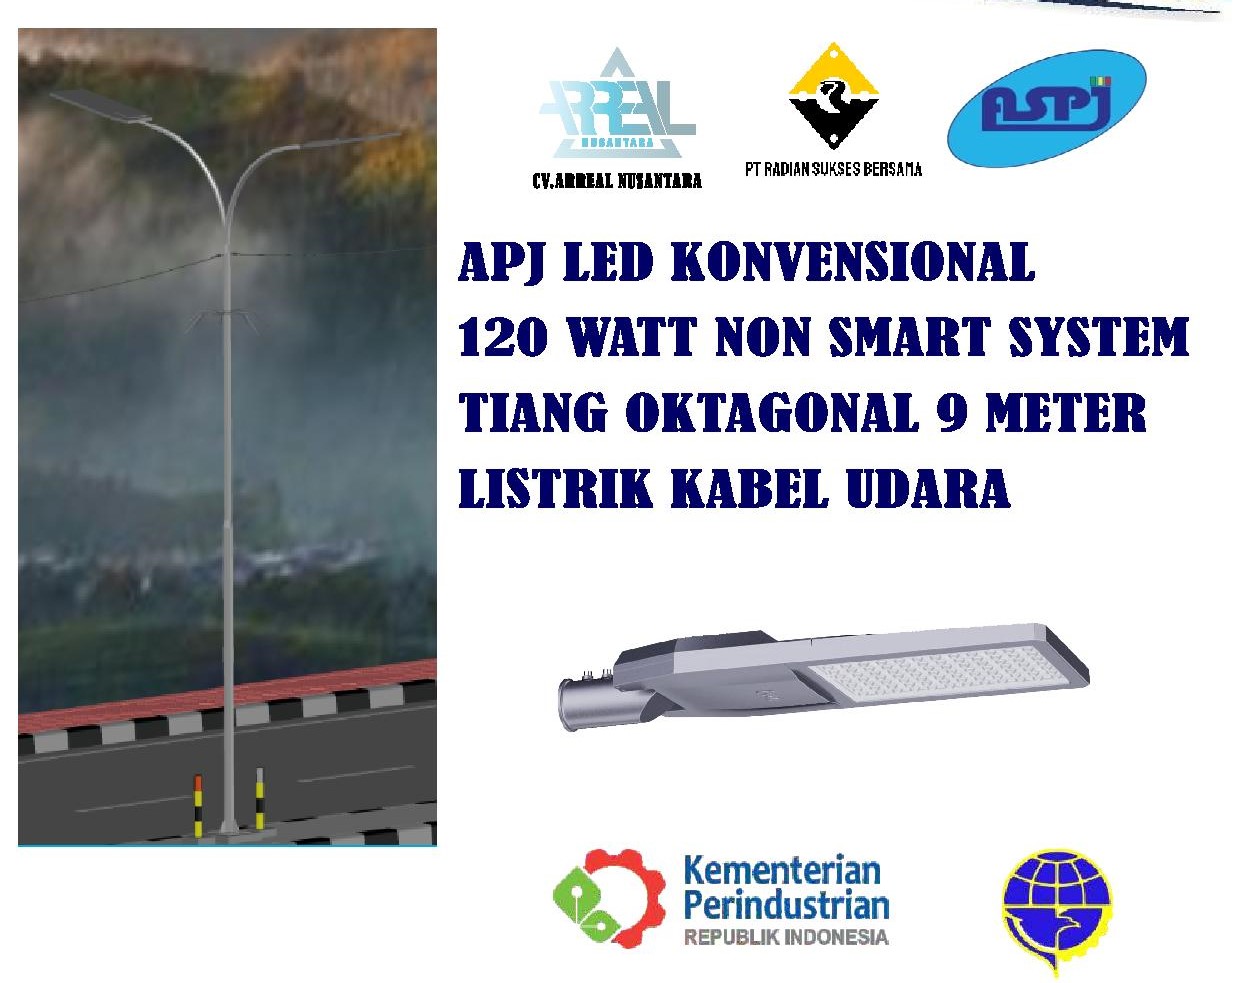 ARREAL
NUSANTARA
CV.ARREAL NUSANTARA
PT RADIAN SUKSES BERSAMA
ASPJ
APJ LED KONVENSIONAL
120 WATT NON SMART SYSTEM
TIANG OKTAGONAL 9 METER
LISTRIK KABEL UDARA
Kementerian
Perindustrian
REPUBLIK INDONESIA